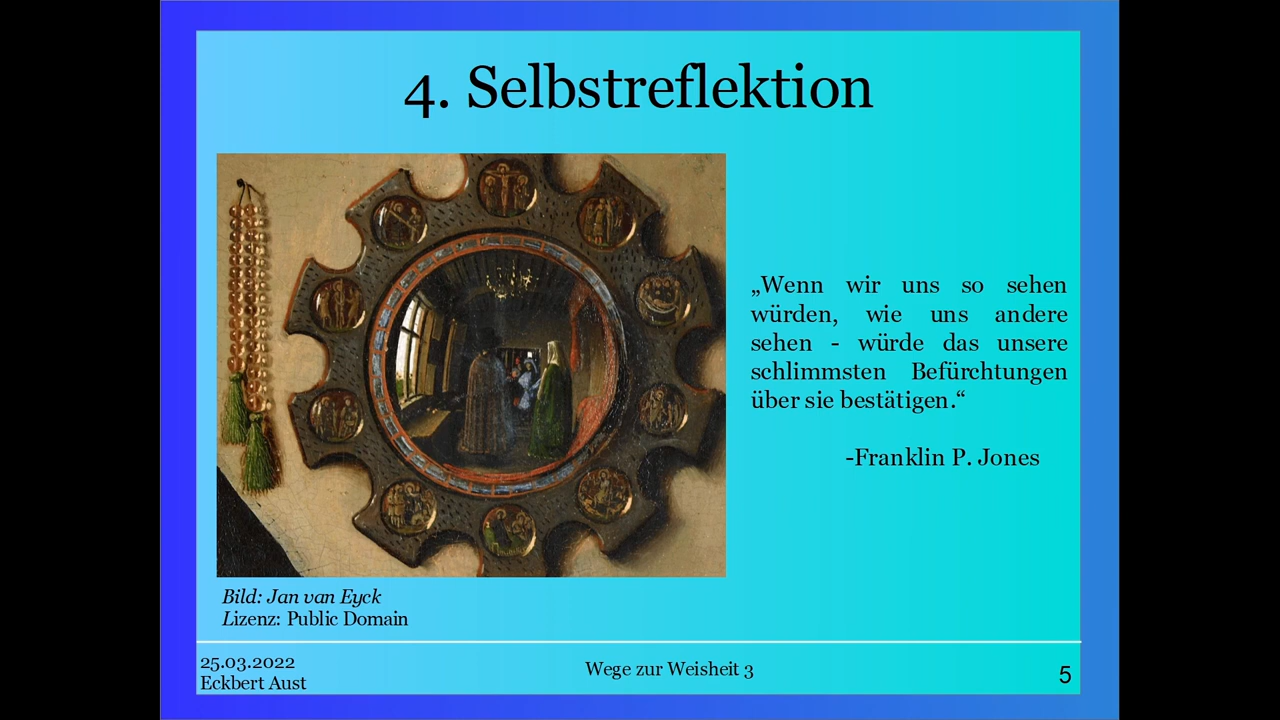 4. Selbstreflektion
„Wenn wir uns so sehen
würden, wie uns andere
sehen - würde das unsere
schlimmsten Befürchtungen
über sie bestätigen.“
-Franklin P. Jones
Bild: Jan van Eyck
Lizenz: Public Domain
25.03.2022
Eckbert Aust
Wege zur Weisheit 3
5